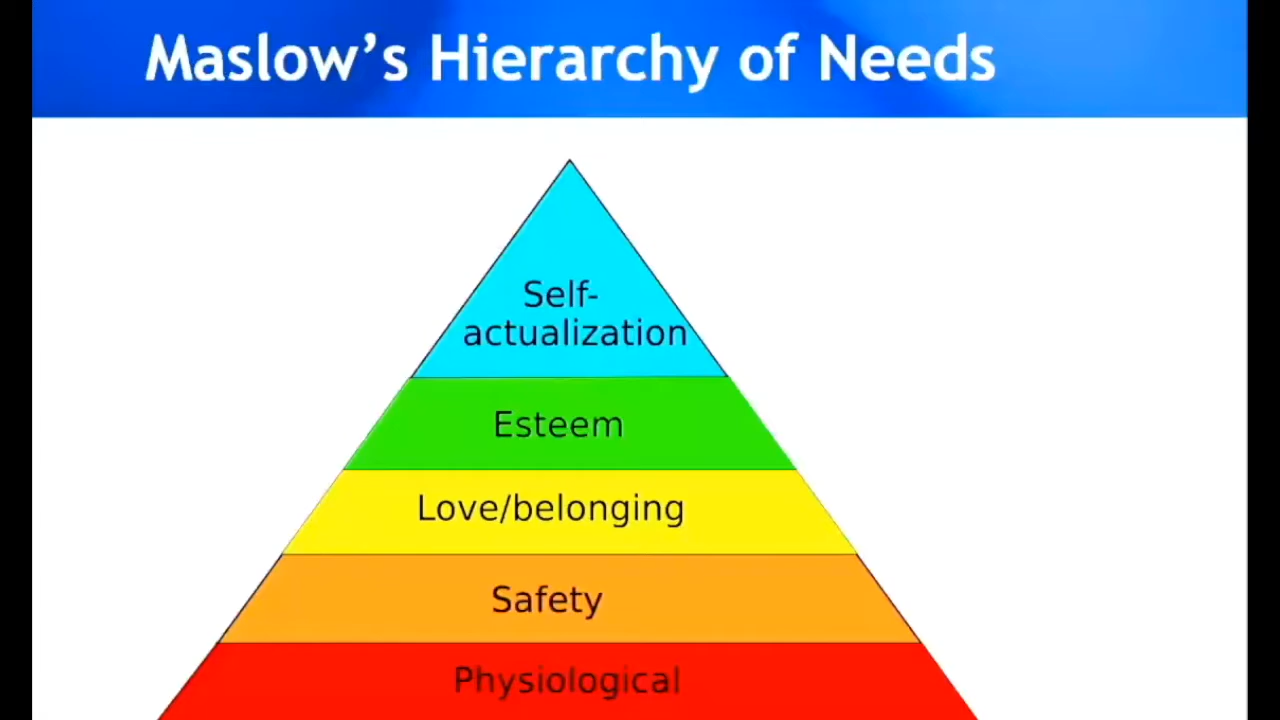 Maslow’s Hierarchy of Needs
Self-
actualization
Esteem
Love/belonging
Safety
Physiological